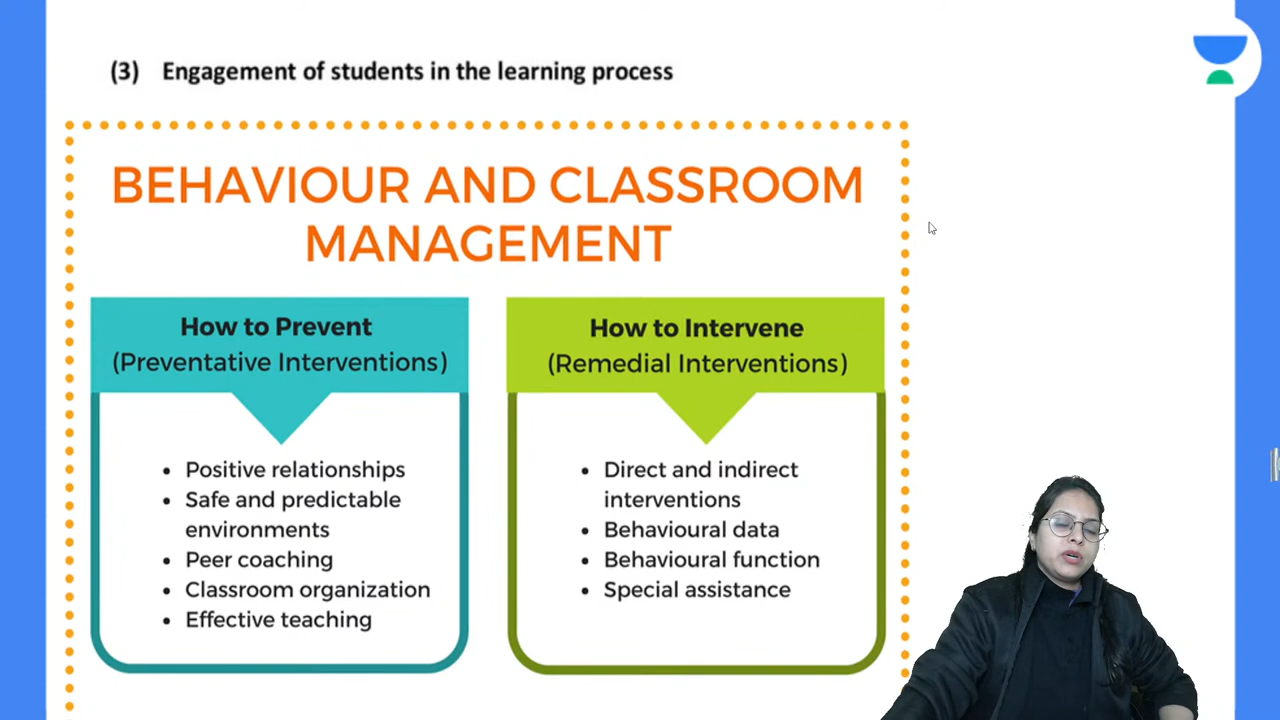 (3) Engagement of students in the learning process
BEHAVIOUR AND CLASSROOM
MANAGEMENT
How to Prevent
(Preventative Interventions)
• Positive relationships
• Safe and predictable
environments
• Peer coaching
• Classroom organization
• Effective teaching
How to Intervene
(Remedial Interventions)
• Direct and indirect
interventions
• Behavioural data
• Behavioural function
• Special assistance